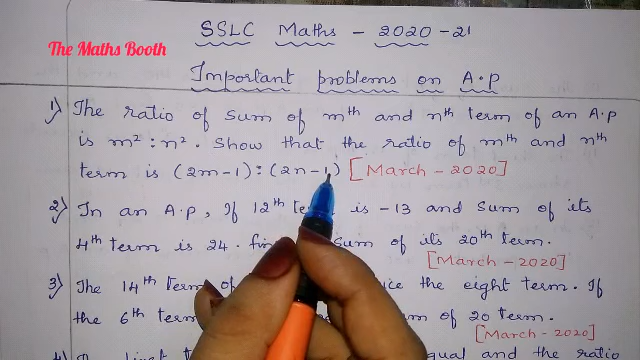 SSLC Maths - 2020-21
The Maths Booth
Important problems on A.P
1) The ratio of sum of mth and nth term of an A.P
is m² : n². Show that the ratio of mth and nth
term is (2m-1) : (2n-1) [March - 2020]
2) In an A.P, If 12th is -13 and sum of its
4th term is 24. sum of its 20th term.
[March - 2020]
3) The 14th term the eight term. If
the 6th of 20 term.
[March - 2020]
and the ratio